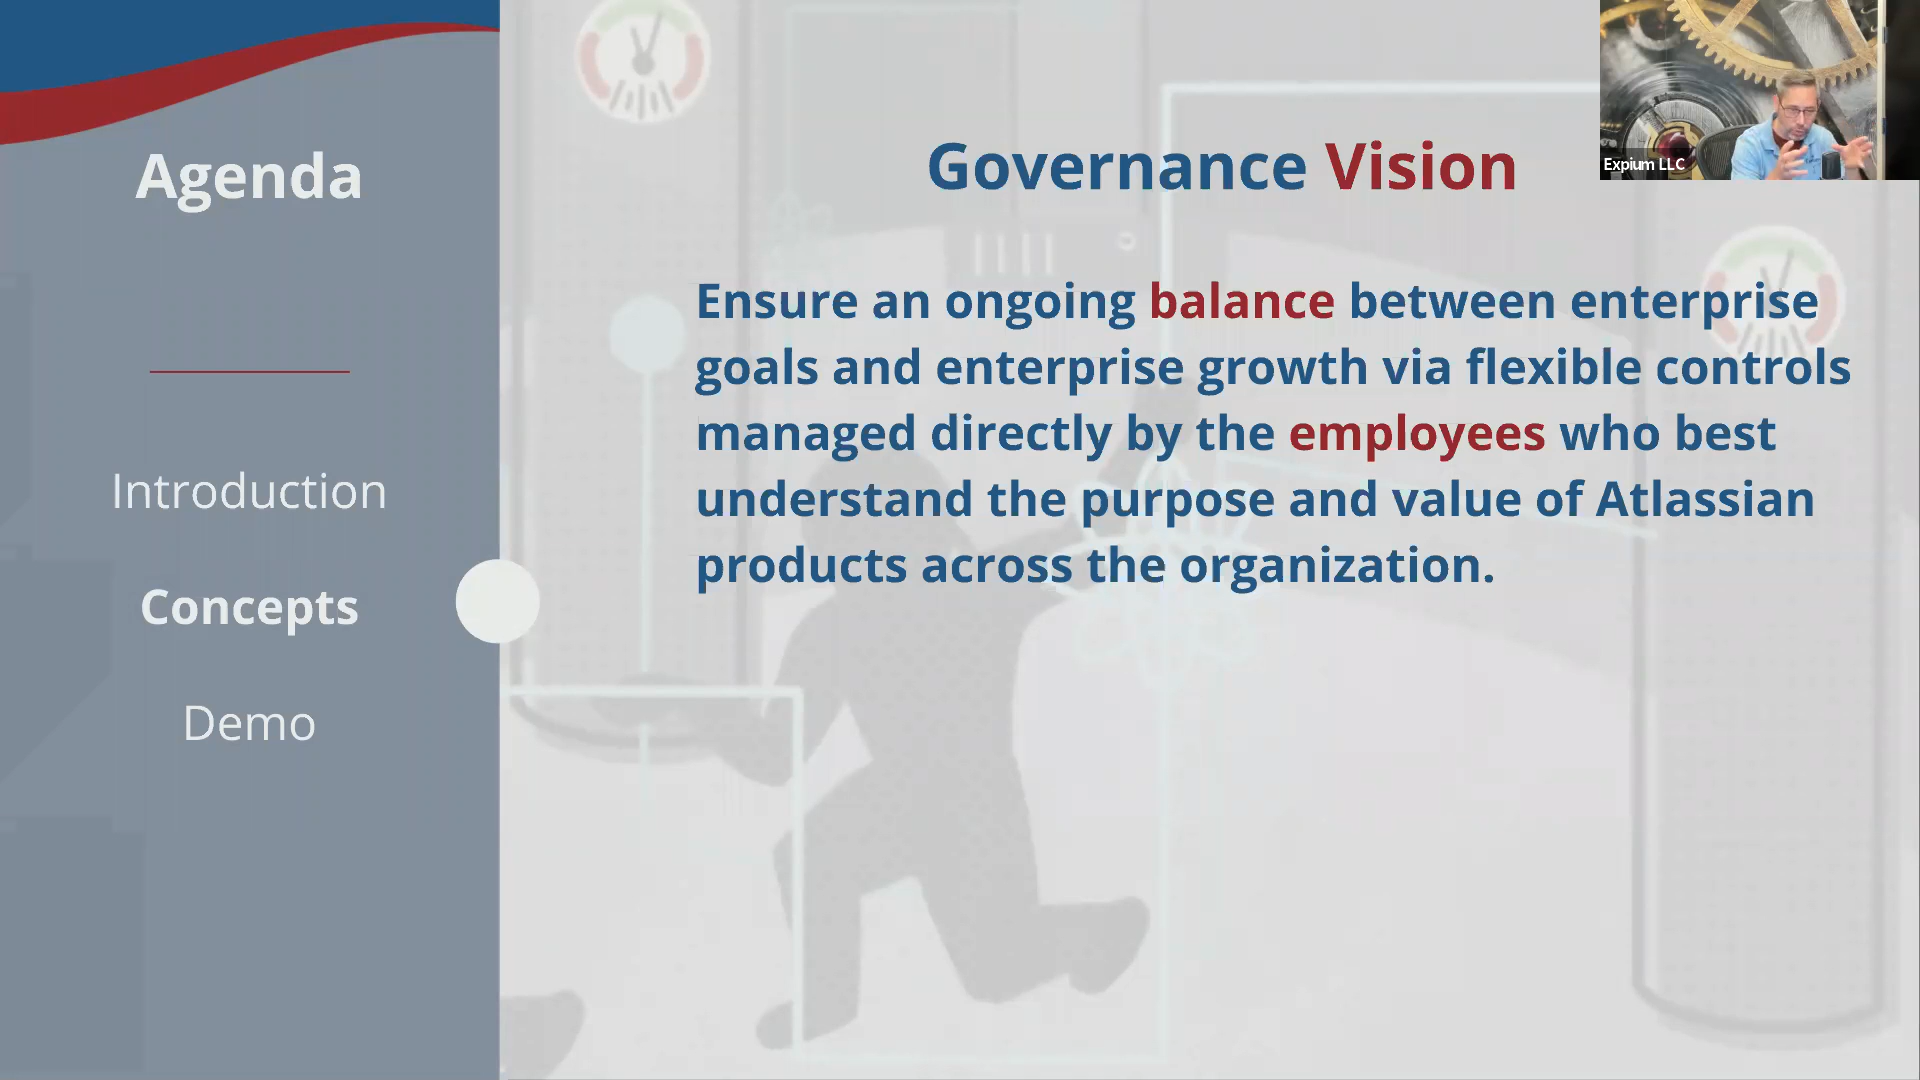 Agenda
Introduction
Concepts
Demo
Governance Vision
Ensure an ongoing balance between enterprise
goals and enterprise growth via flexible controls
managed directly by the employees who best
understand the purpose and value of Atlassian
products across the organization.
Expium LLC